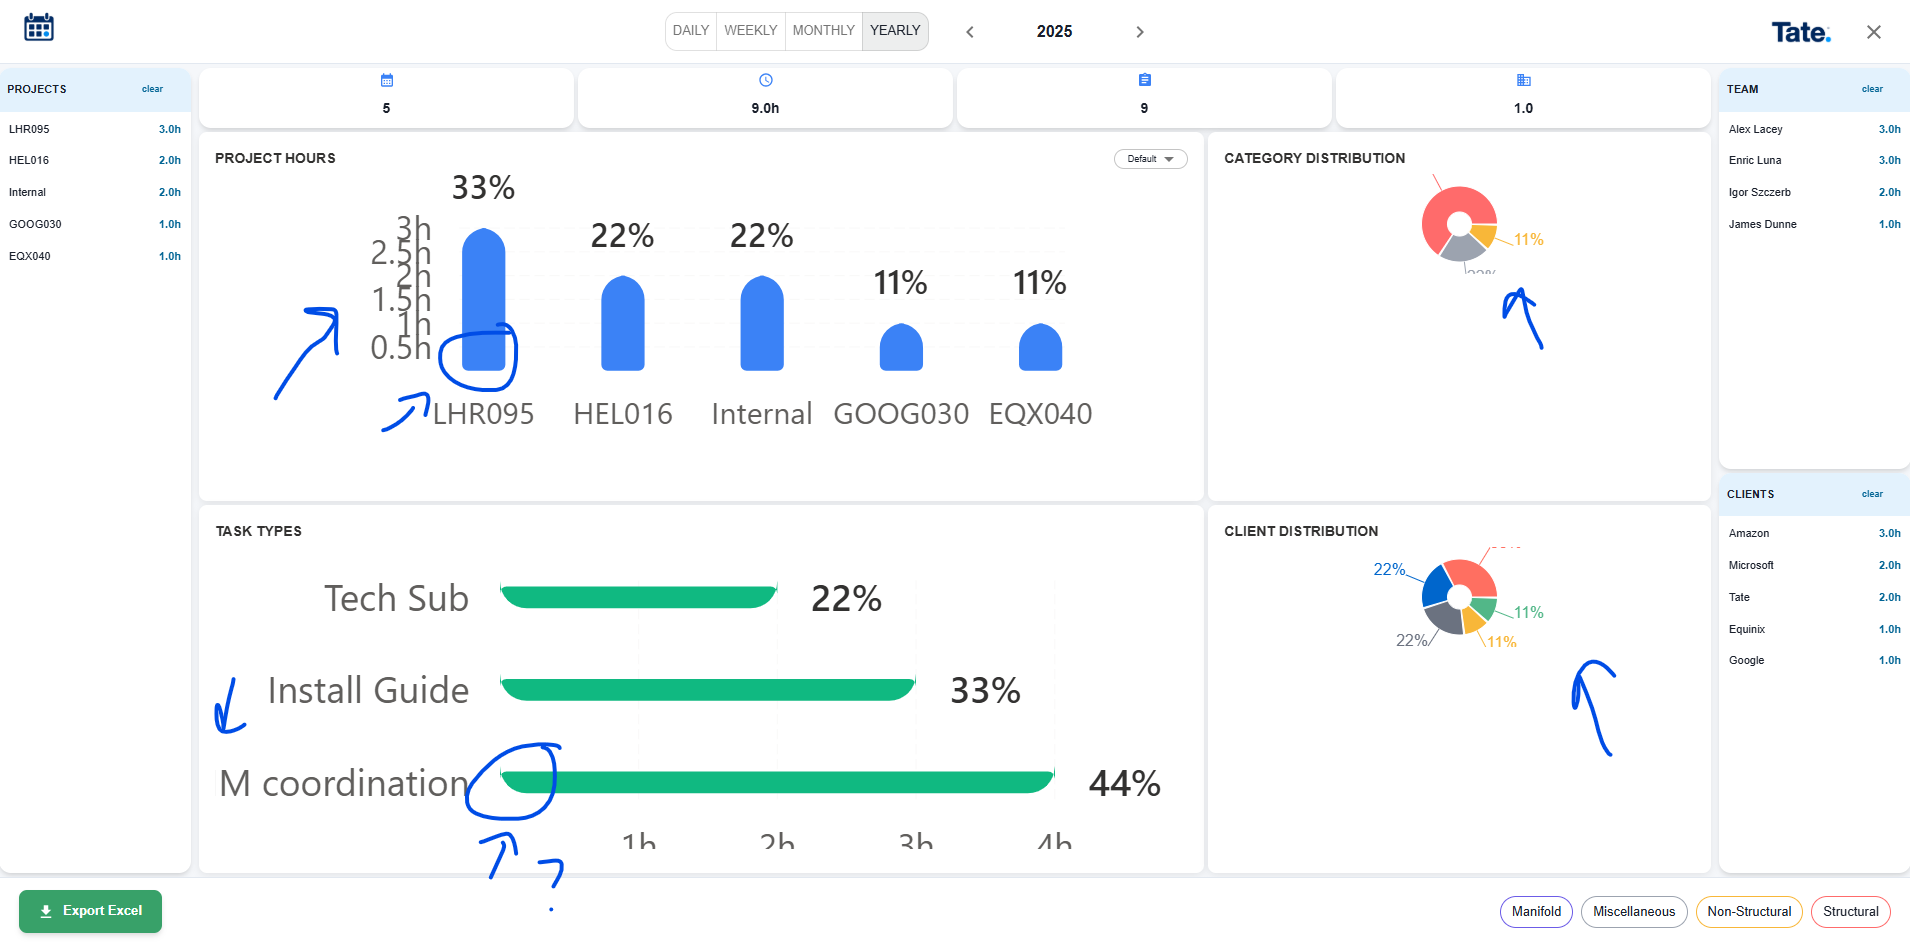 DAILY WEEKLY MONTHLY YEARLY 2025 Tate.
PROJECTS clear
LHR095 3.0h
HEL016 2.0h
Internal 2.0h
GOOG030 1.0h
EQX040 1.0h
5 9.0h 9 1.0
PROJECT HOURS Default
33% 22% 22% 11% 11%
3h
2.5h
2h
1.5h
1h
0.5h
LHR095 HEL016 Internal GOOG030 EQX040
CATEGORY DISTRIBUTION
11%
22%
TASK TYPES
Tech Sub 22%
Install Guide 33%
M coordination 44%
1h 2h 3h 4h
?
CLIENT DISTRIBUTION
22%
11%
11%
22%
TEAM clear
Alex Lacey 3.0h
Enric Luna 3.0h
Igor Szczerb 2.0h
James Dunne 1.0h
CLIENTS clear
Amazon 3.0h
Microsoft 2.0h
Tate 2.0h
Equinix 1.0h
Google 1.0h
Export Excel
Manifold Miscellaneous Non-Structural Structural